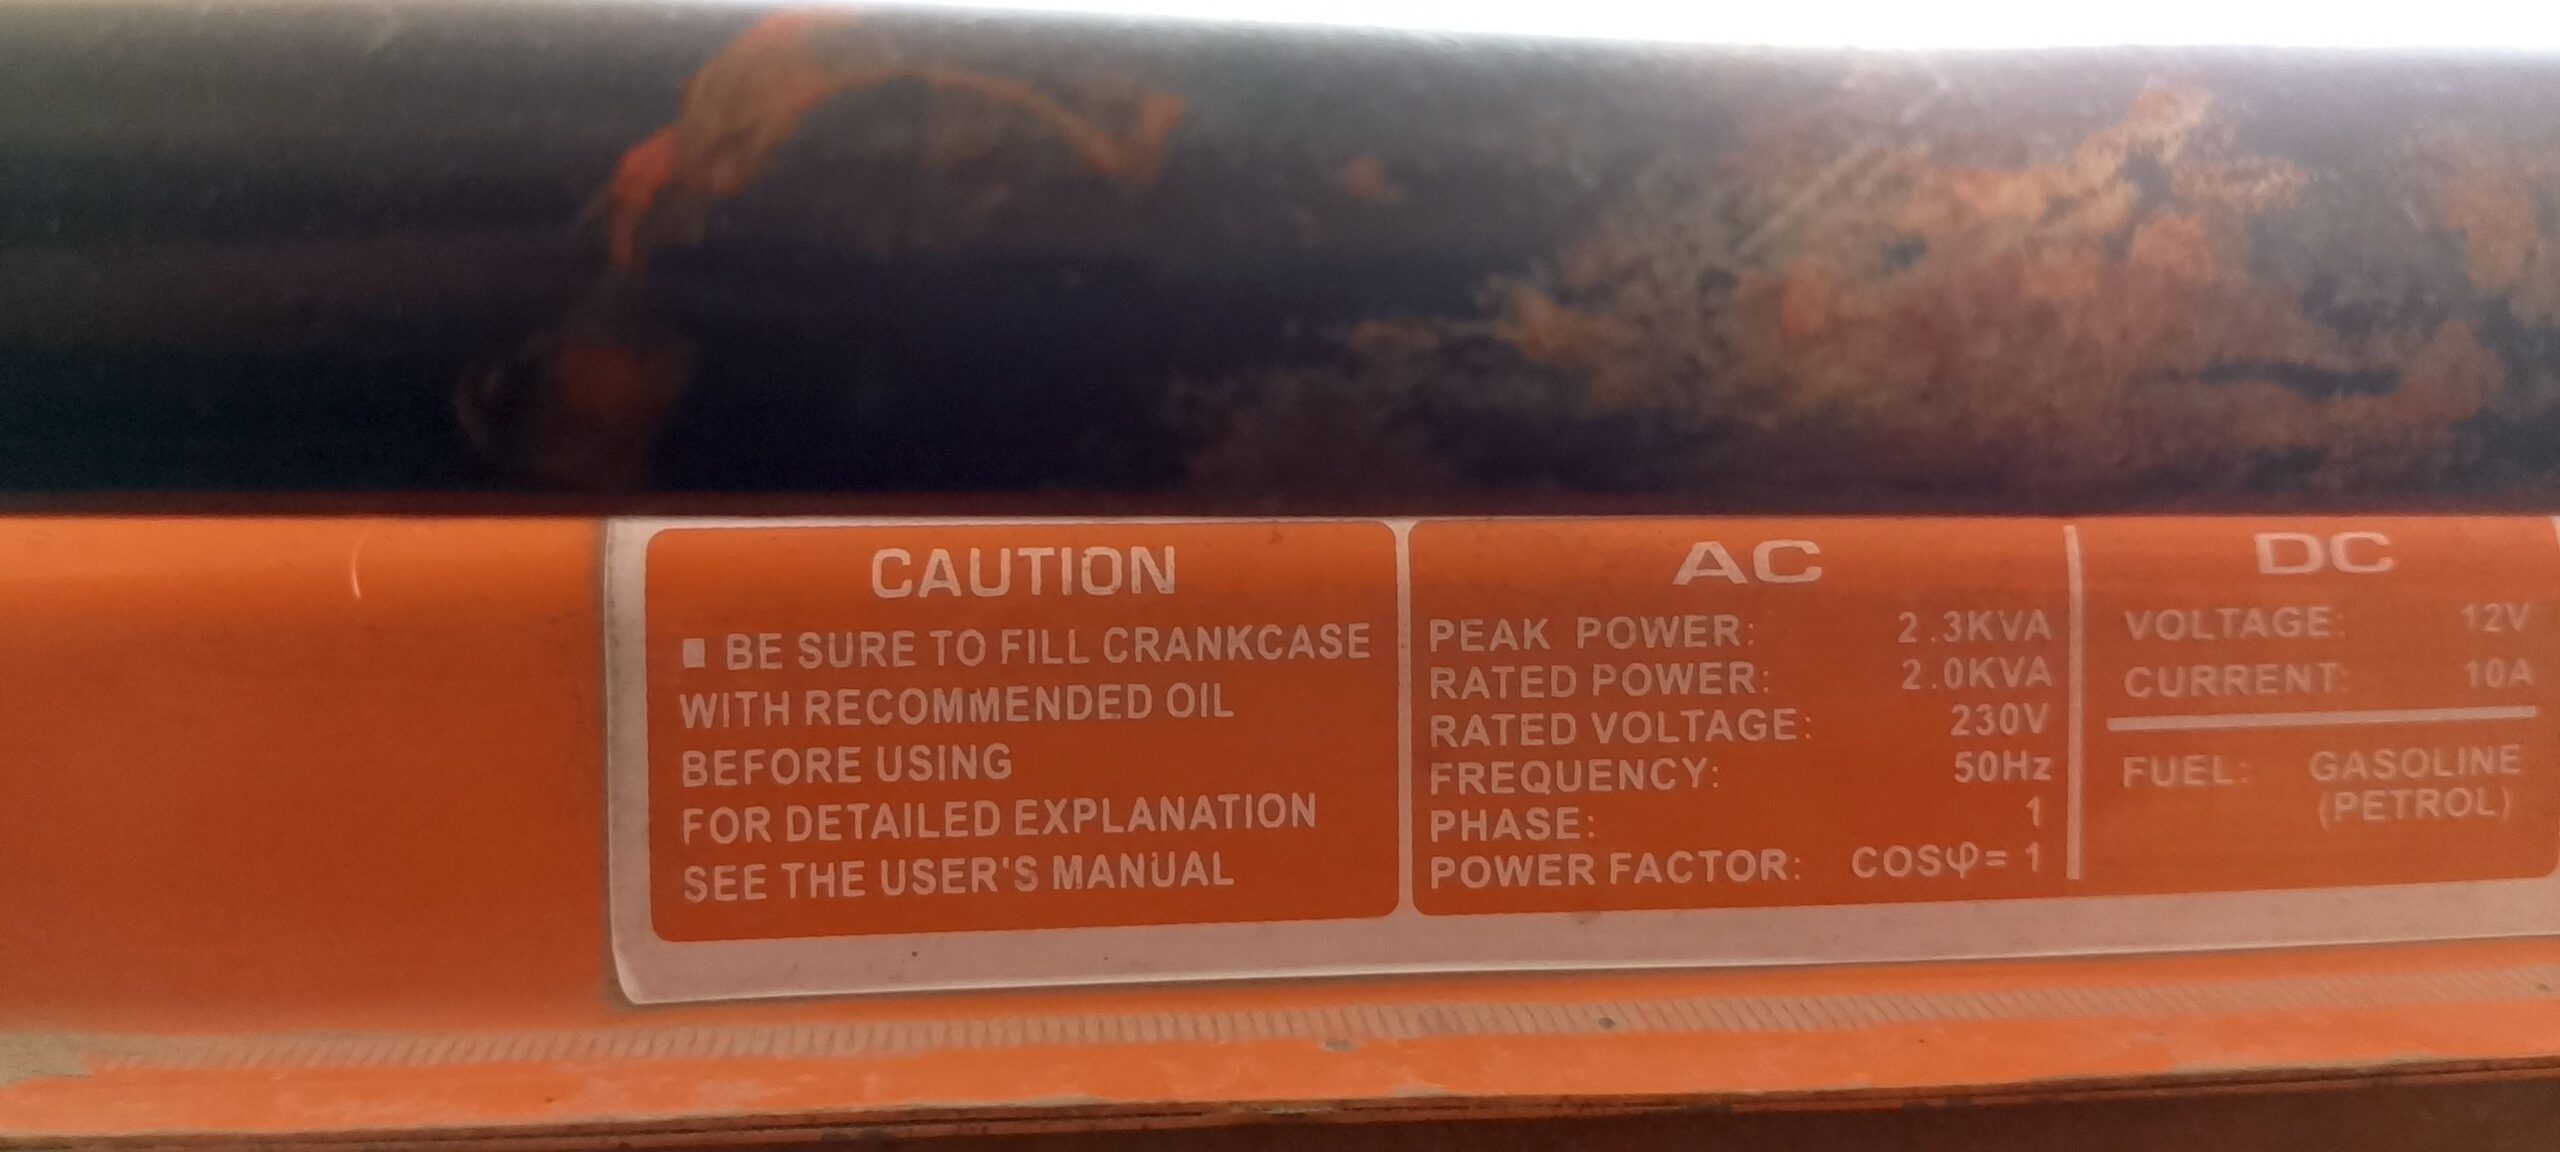 CAUTION
■ BE SURE TO FILL CRANKCASE
WITH RECOMMENDED OIL
BEFORE USING
FOR DETAILED EXPLANATION
SEE THE USER'S MANUAL
AC
PEAK POWER: 2.3KVA
RATED POWER: 2.0KVA
RATED VOLTAGE: 230V
FREQUENCY: 50Hz
PHASE: 1
POWER FACTOR: COSφ= 1
DC
VOLTAGE: 12V
CURRENT: 10A
FUEL: GASOLINE
(PETROL)